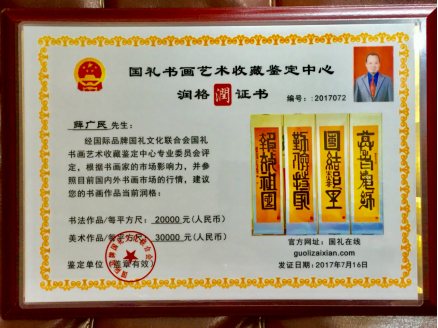 国礼书画艺术收藏鉴定中心
润格潤证书
编号：:2017072
薛广民 先生：
经国际品牌国礼文化联合会国礼
书画艺术收藏鉴定中心专业委员会评
定，根据书画家的市场影响力，并参
照目前国内外书画市场的行情，建议
您的书画作品当前润格：
书法作品/每平方尺：20000元(人民币)
美术作品/每平方尺：30000元(人民币)
鉴定单位（盖章有效）
官方网址：国礼在线
guolizaixian.com
发证日期：2017年7月16日